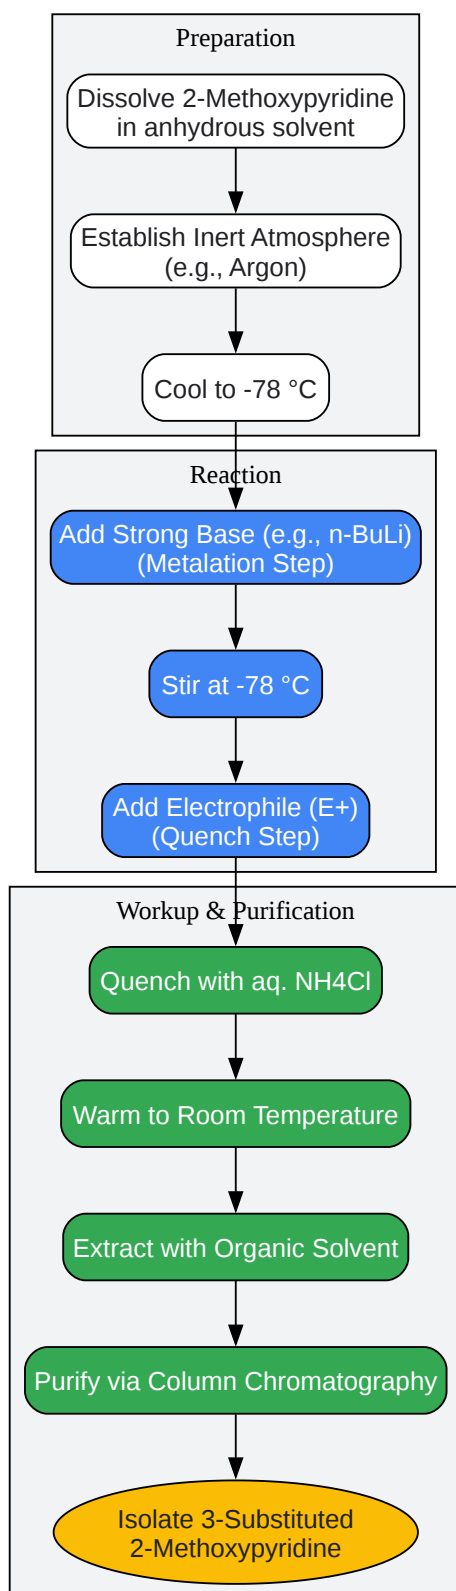 Preparation
Dissolve 2-Methoxypyridine
in anhydrous solvent
Establish Inert Atmosphere
(e.g., Argon)
Cool to -78 °C
Reaction
Add Strong Base (e.g., n-BuLi)
(Metalation Step)
Stir at -78 °C
Add Electrophile (E+)
(Quench Step)
Workup & Purification
Quench with aq. NH4Cl
Warm to Room Temperature
Extract with Organic Solvent
Purify via Column Chromatography
Isolate 3-Substituted
2-Methoxypyridine